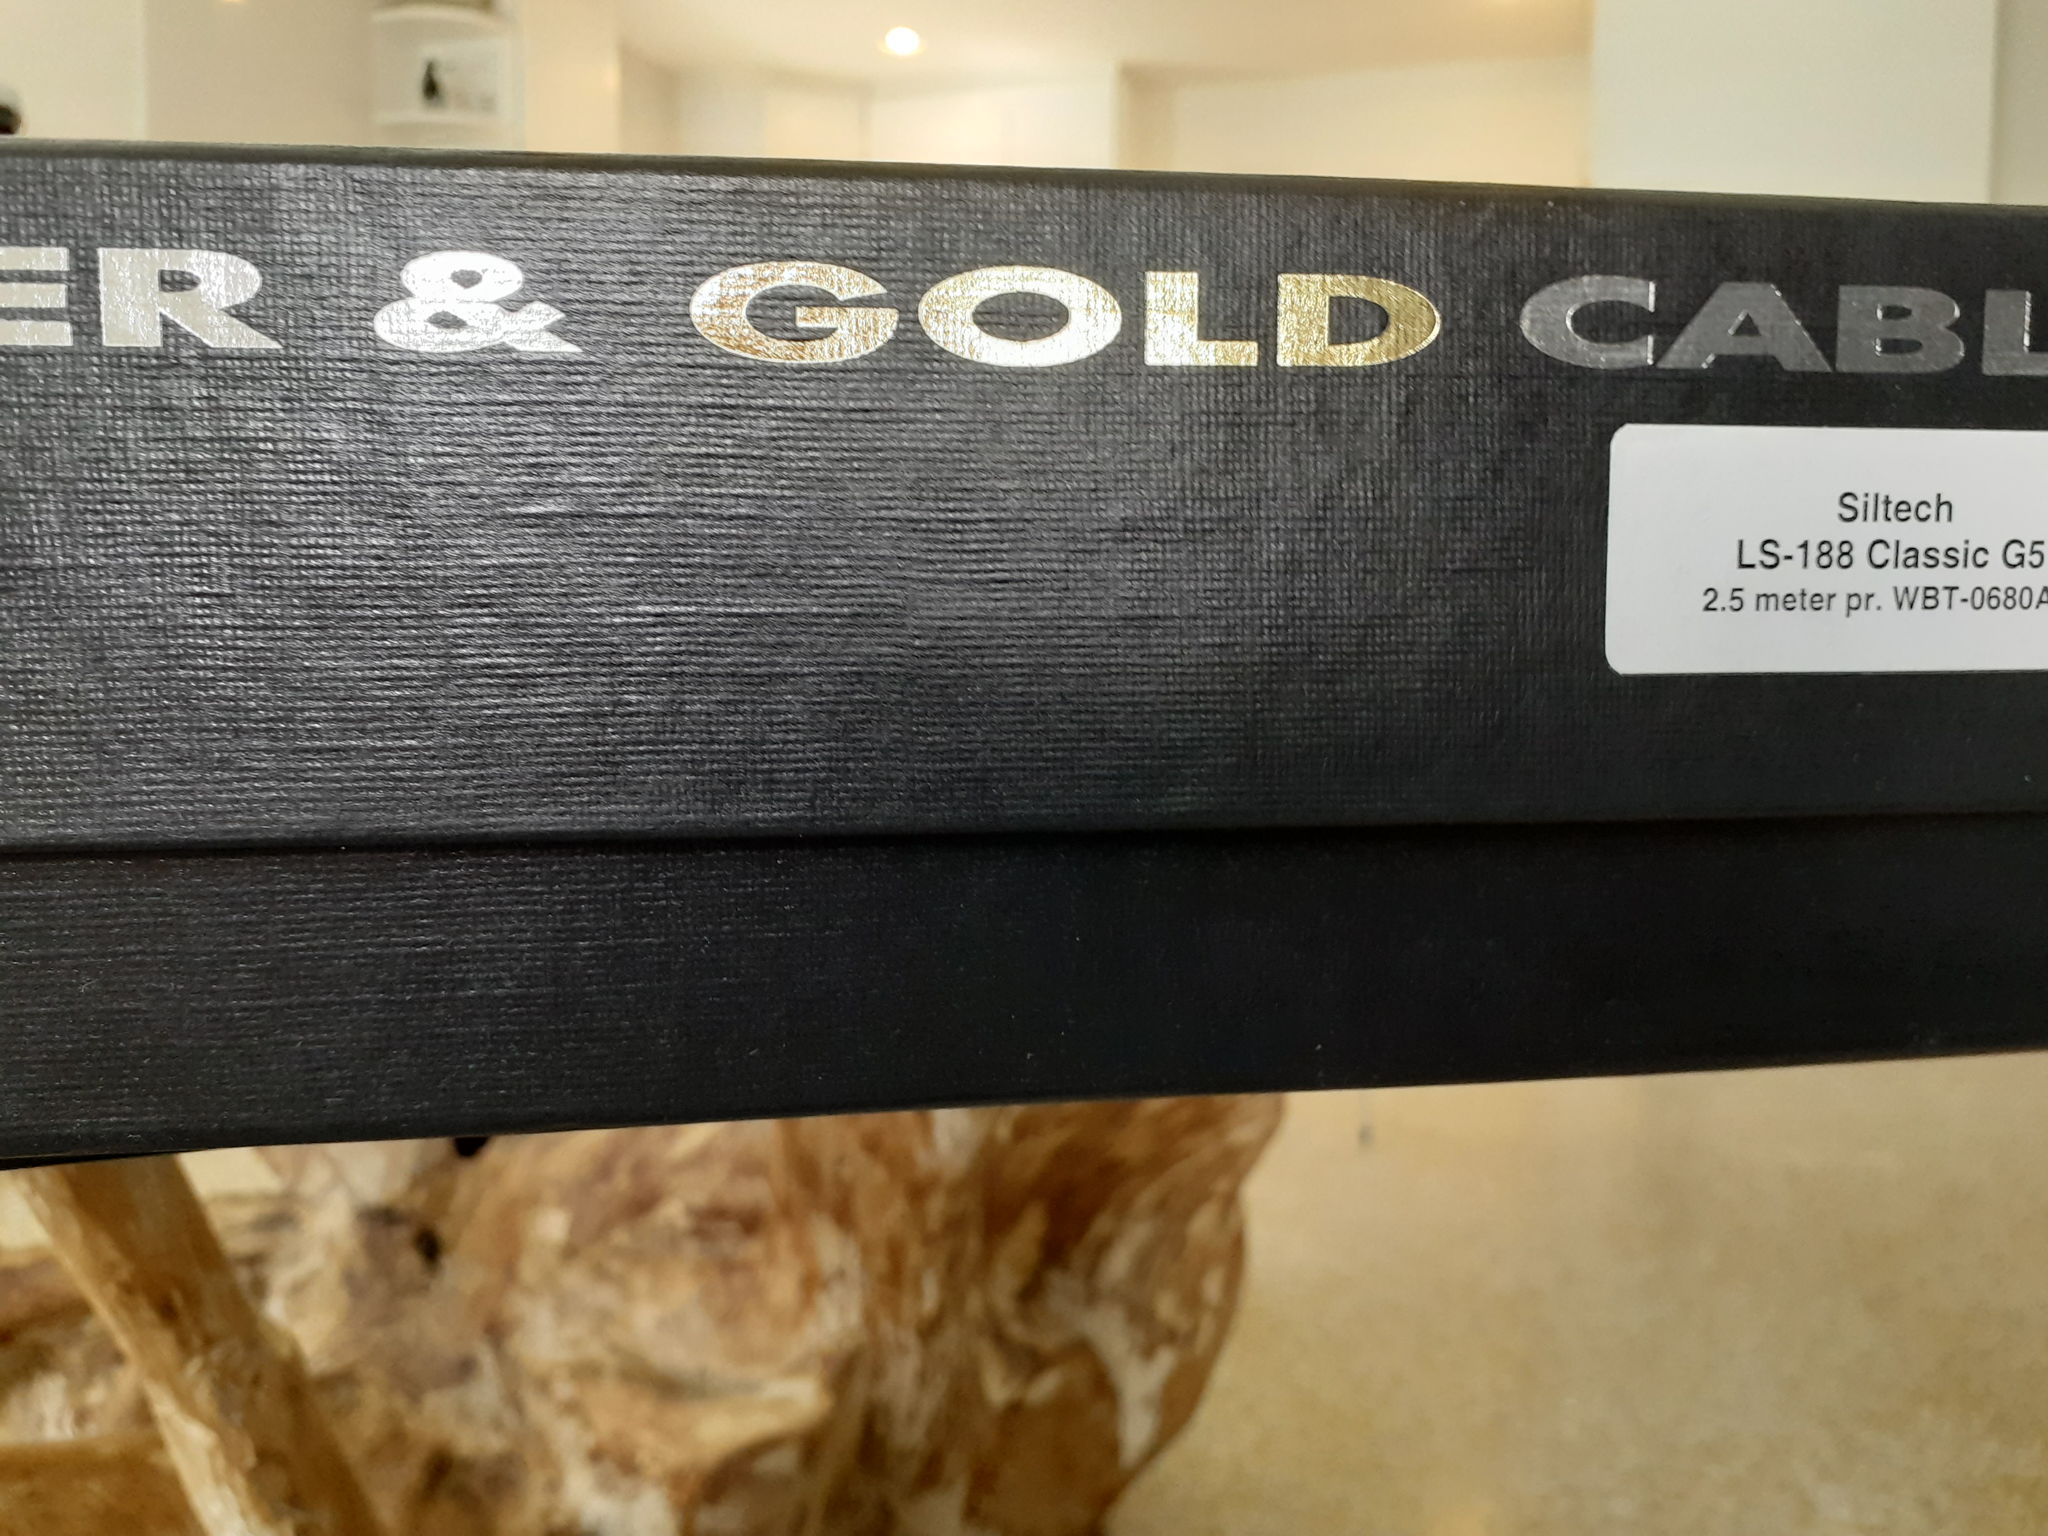 ER & GOLD CABL
Siltech
LS-188 Classic G5
2.5 meter pr. WBT-0680A